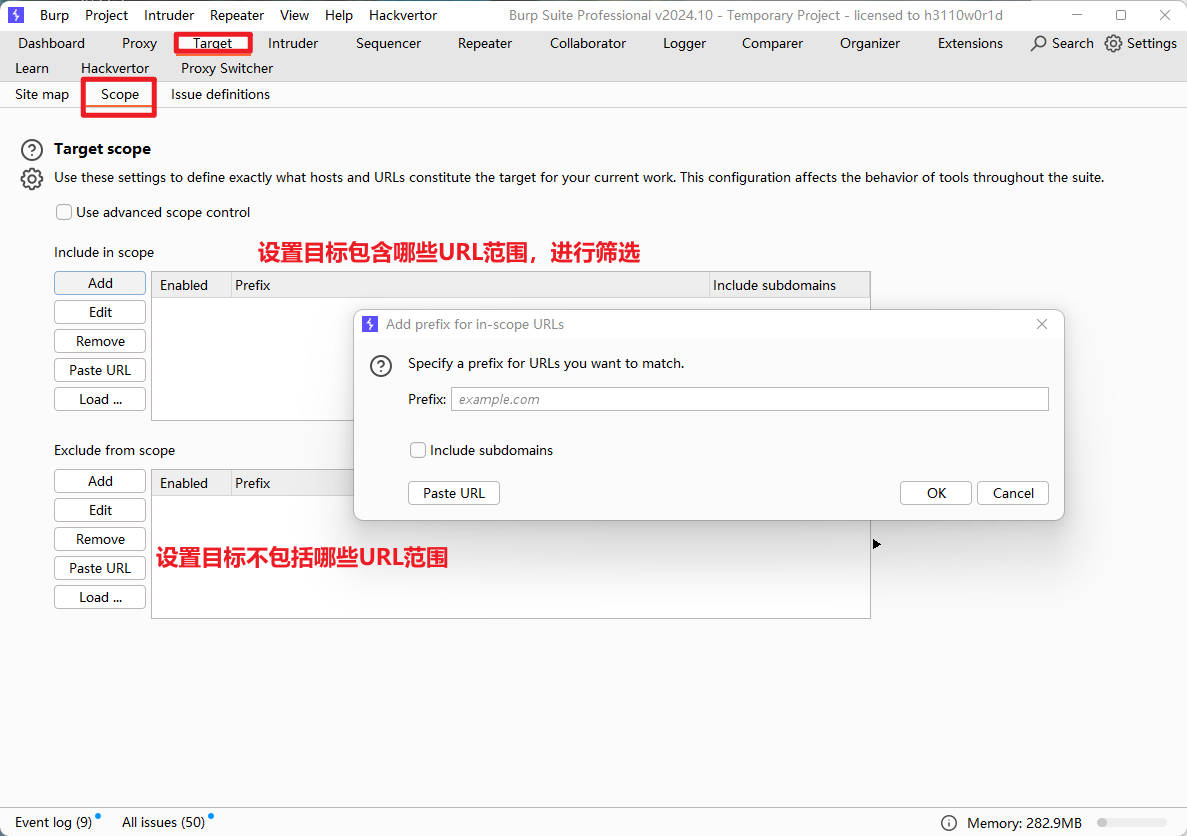 Burp Project Intruder Repeater View Help Hackvertor Burp Suite Professional v2024.10 - Temporary Project - licensed to h3110w0r1d
Dashboard Proxy Target Intruder Sequencer Repeater Collaborator Logger Comparer Organizer Extensions Search Settings
Learn Hackvertor Proxy Switcher
Site map Scope Issue definitions
Target scope
Use these settings to define exactly what hosts and URLs constitute the target for your current work. This configuration affects the behavior of tools throughout the suite.
Use advanced scope control
Include in scope
设置目标包含哪些URL范围，进行筛选
Add
Edit
Remove
Paste URL
Load ...
Enabled Prefix Include subdomains
Add prefix for in-scope URLs
Specify a prefix for URLs you want to match.
Prefix: example.com
Include subdomains
Paste URL OK Cancel
Exclude from scope
Add
Edit
Remove
Paste URL
Load ...
Enabled Prefix
设置目标不包括哪些URL范围
Event log (9) All issues (50) Memory: 282.9MB